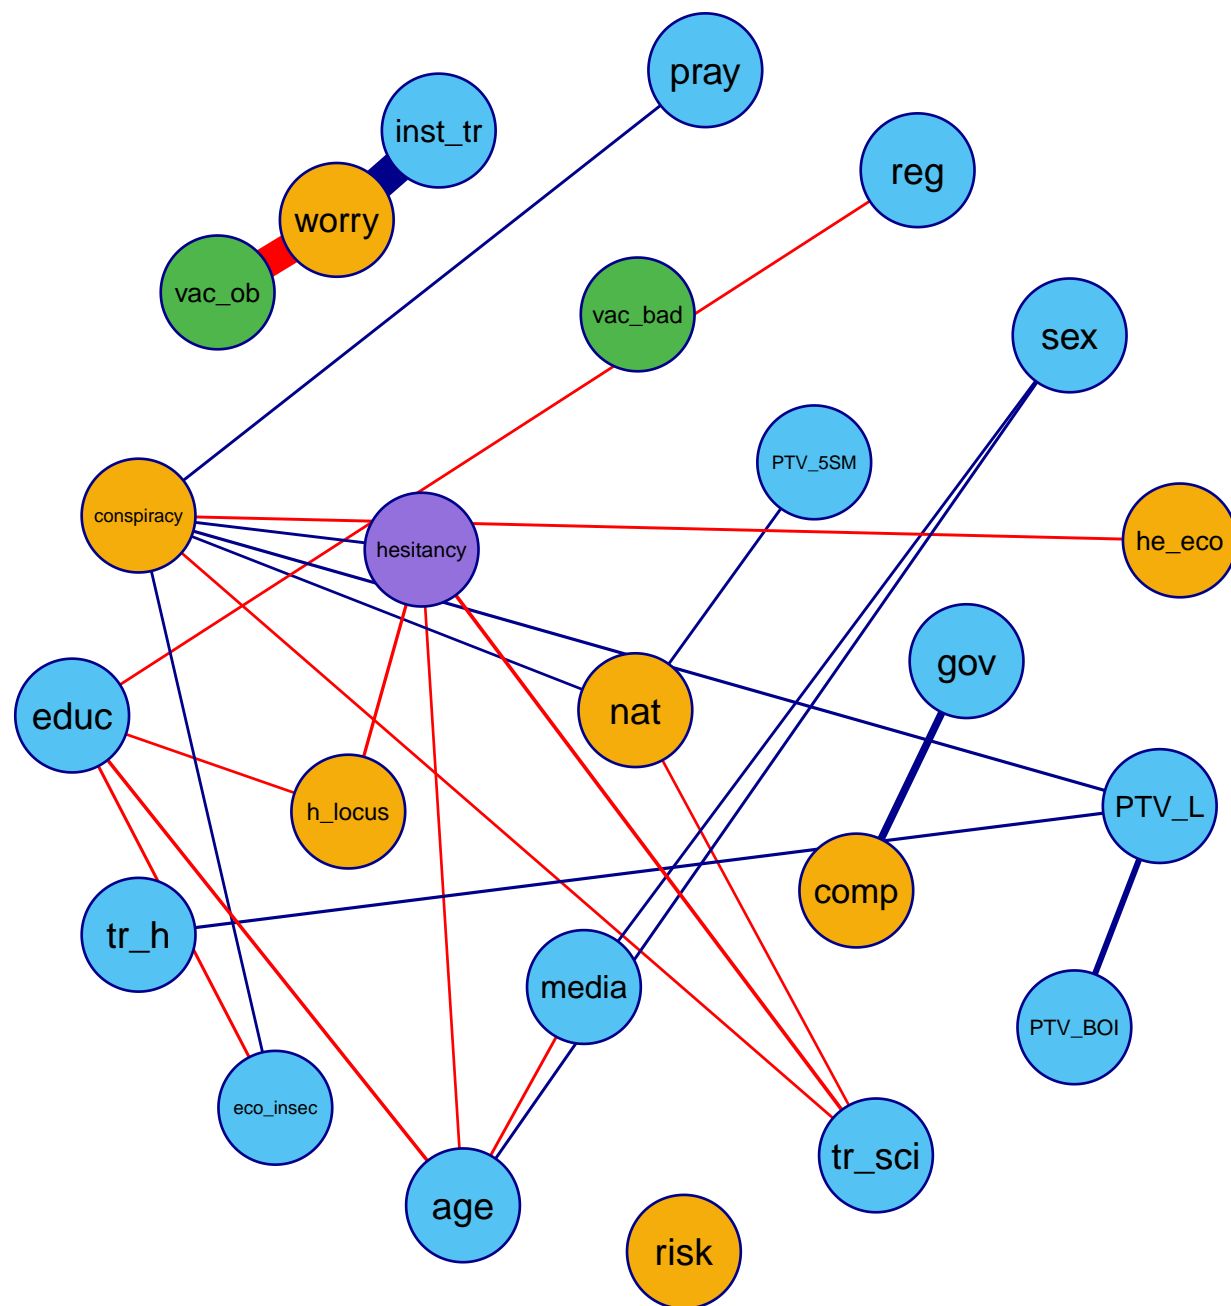 pray
inst_tr
reg
worry
vac_ob
vac_bad
sex
PTV_5SM
conspiracy
he_eco
hesitancy
gov
nat
educ
PTV_L
h_locus
comp
tr_h
media
PTV_BOI
eco_insec
tr_sci
age
risk